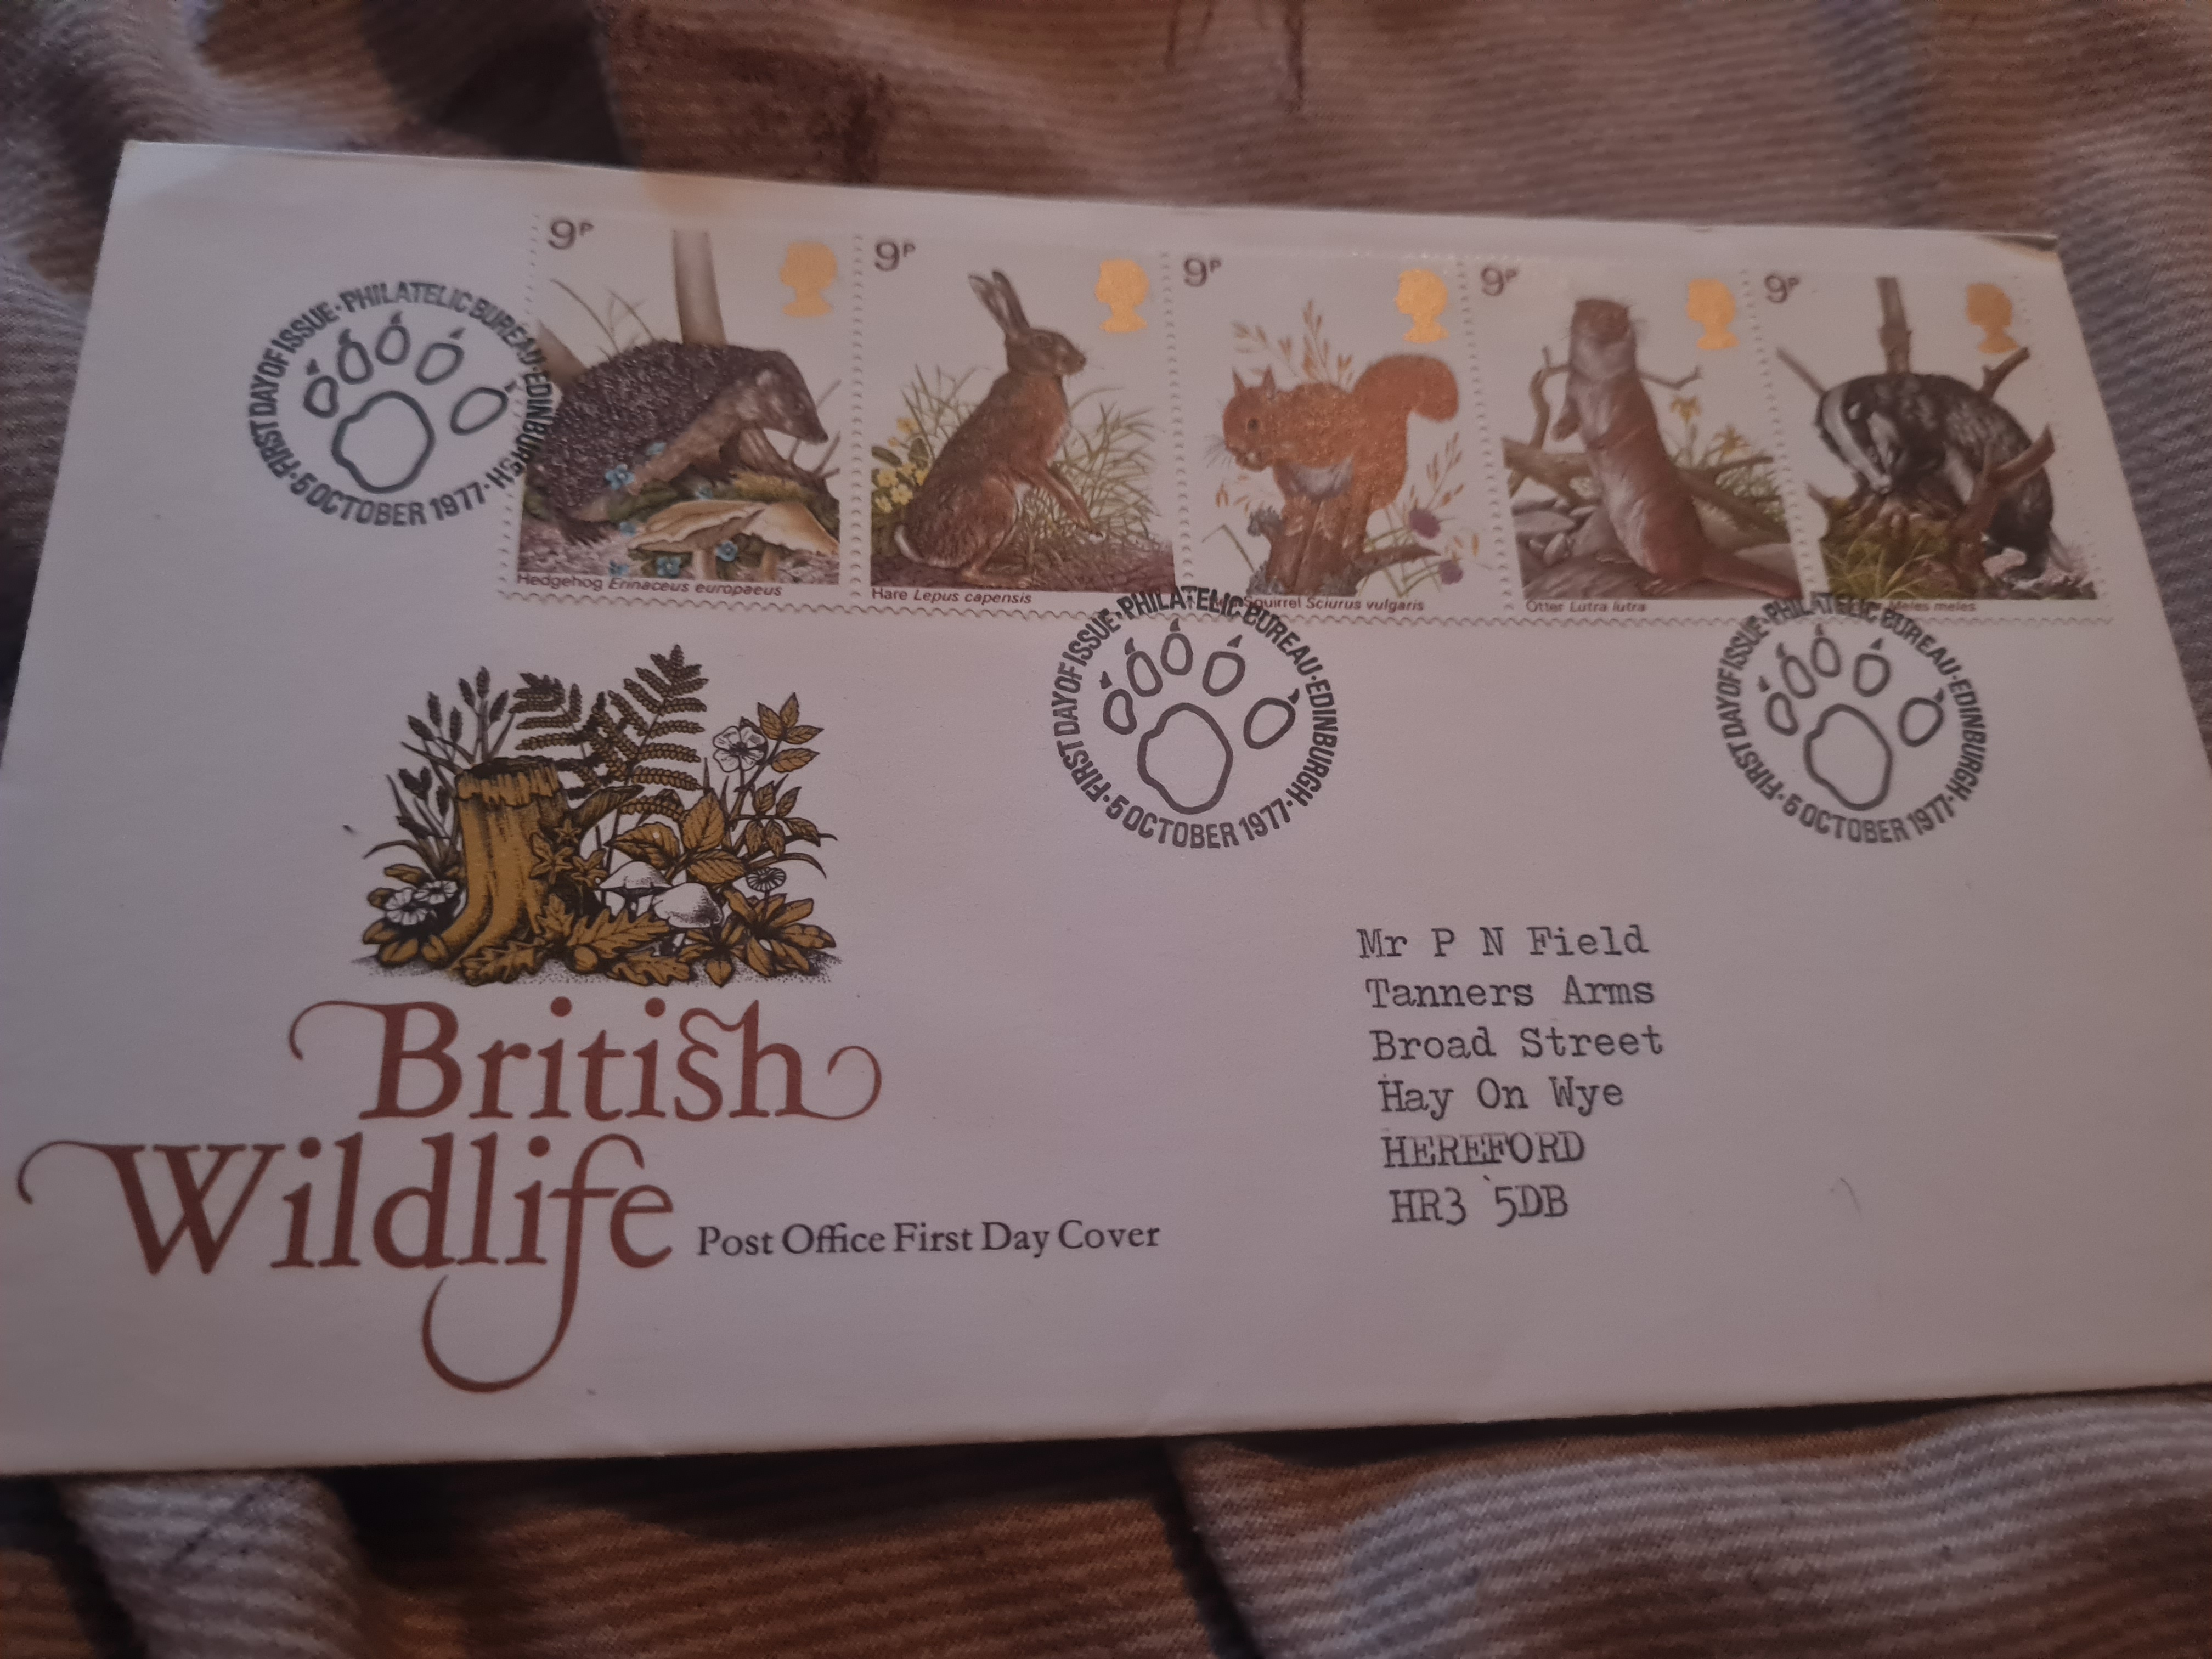 9P
9P
9P
9P
9P
FIRST DAY OF ISSUE · PHILATELIC BUREAU · EDINBURGH · 5 OCTOBER 1977 ·
Hedgehog Erinaceus europaeus
Hare Lepus capensis
Squirrel Sciurus vulgaris
Otter Lutra lutra
Meles meles
FIRST DAY OF ISSUE · PHILATELIC BUREAU · EDINBURGH · 5 OCTOBER 1977 ·
FIRST DAY OF ISSUE · PHILATELIC BUREAU · EDINBURGH · 5 OCTOBER 1977 ·
British
Wildlife
Post Office First Day Cover
Mr P N Field
Tanners Arms
Broad Street
Hay On Wye
HEREFORD
HR3 5DB